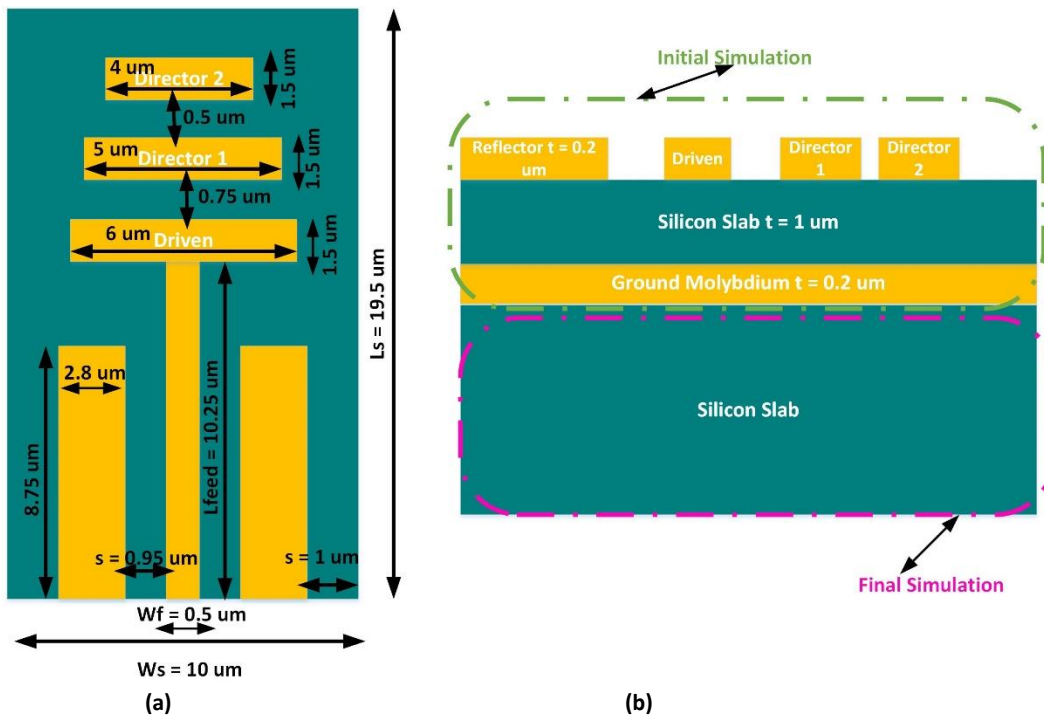 4 um
Director 2
1.5 um
0.5 um
5 um
Director 1
1.5 um
0.75 um
6 um
Driven
1.5 um
Ls = 19.5 um
2.8 um
8.75 um
Lfeed = 10.25 um
s = 0.95 um
s = 1 um
Wf = 0.5 um
Ws = 10 um
(a)
Initial Simulation
Reflector t = 0.2
um
Driven
Director
1
Director
2
Silicon Slab t = 1 um
Ground Molybdium t = 0.2 um
Silicon Slab
Final Simulation
(b)